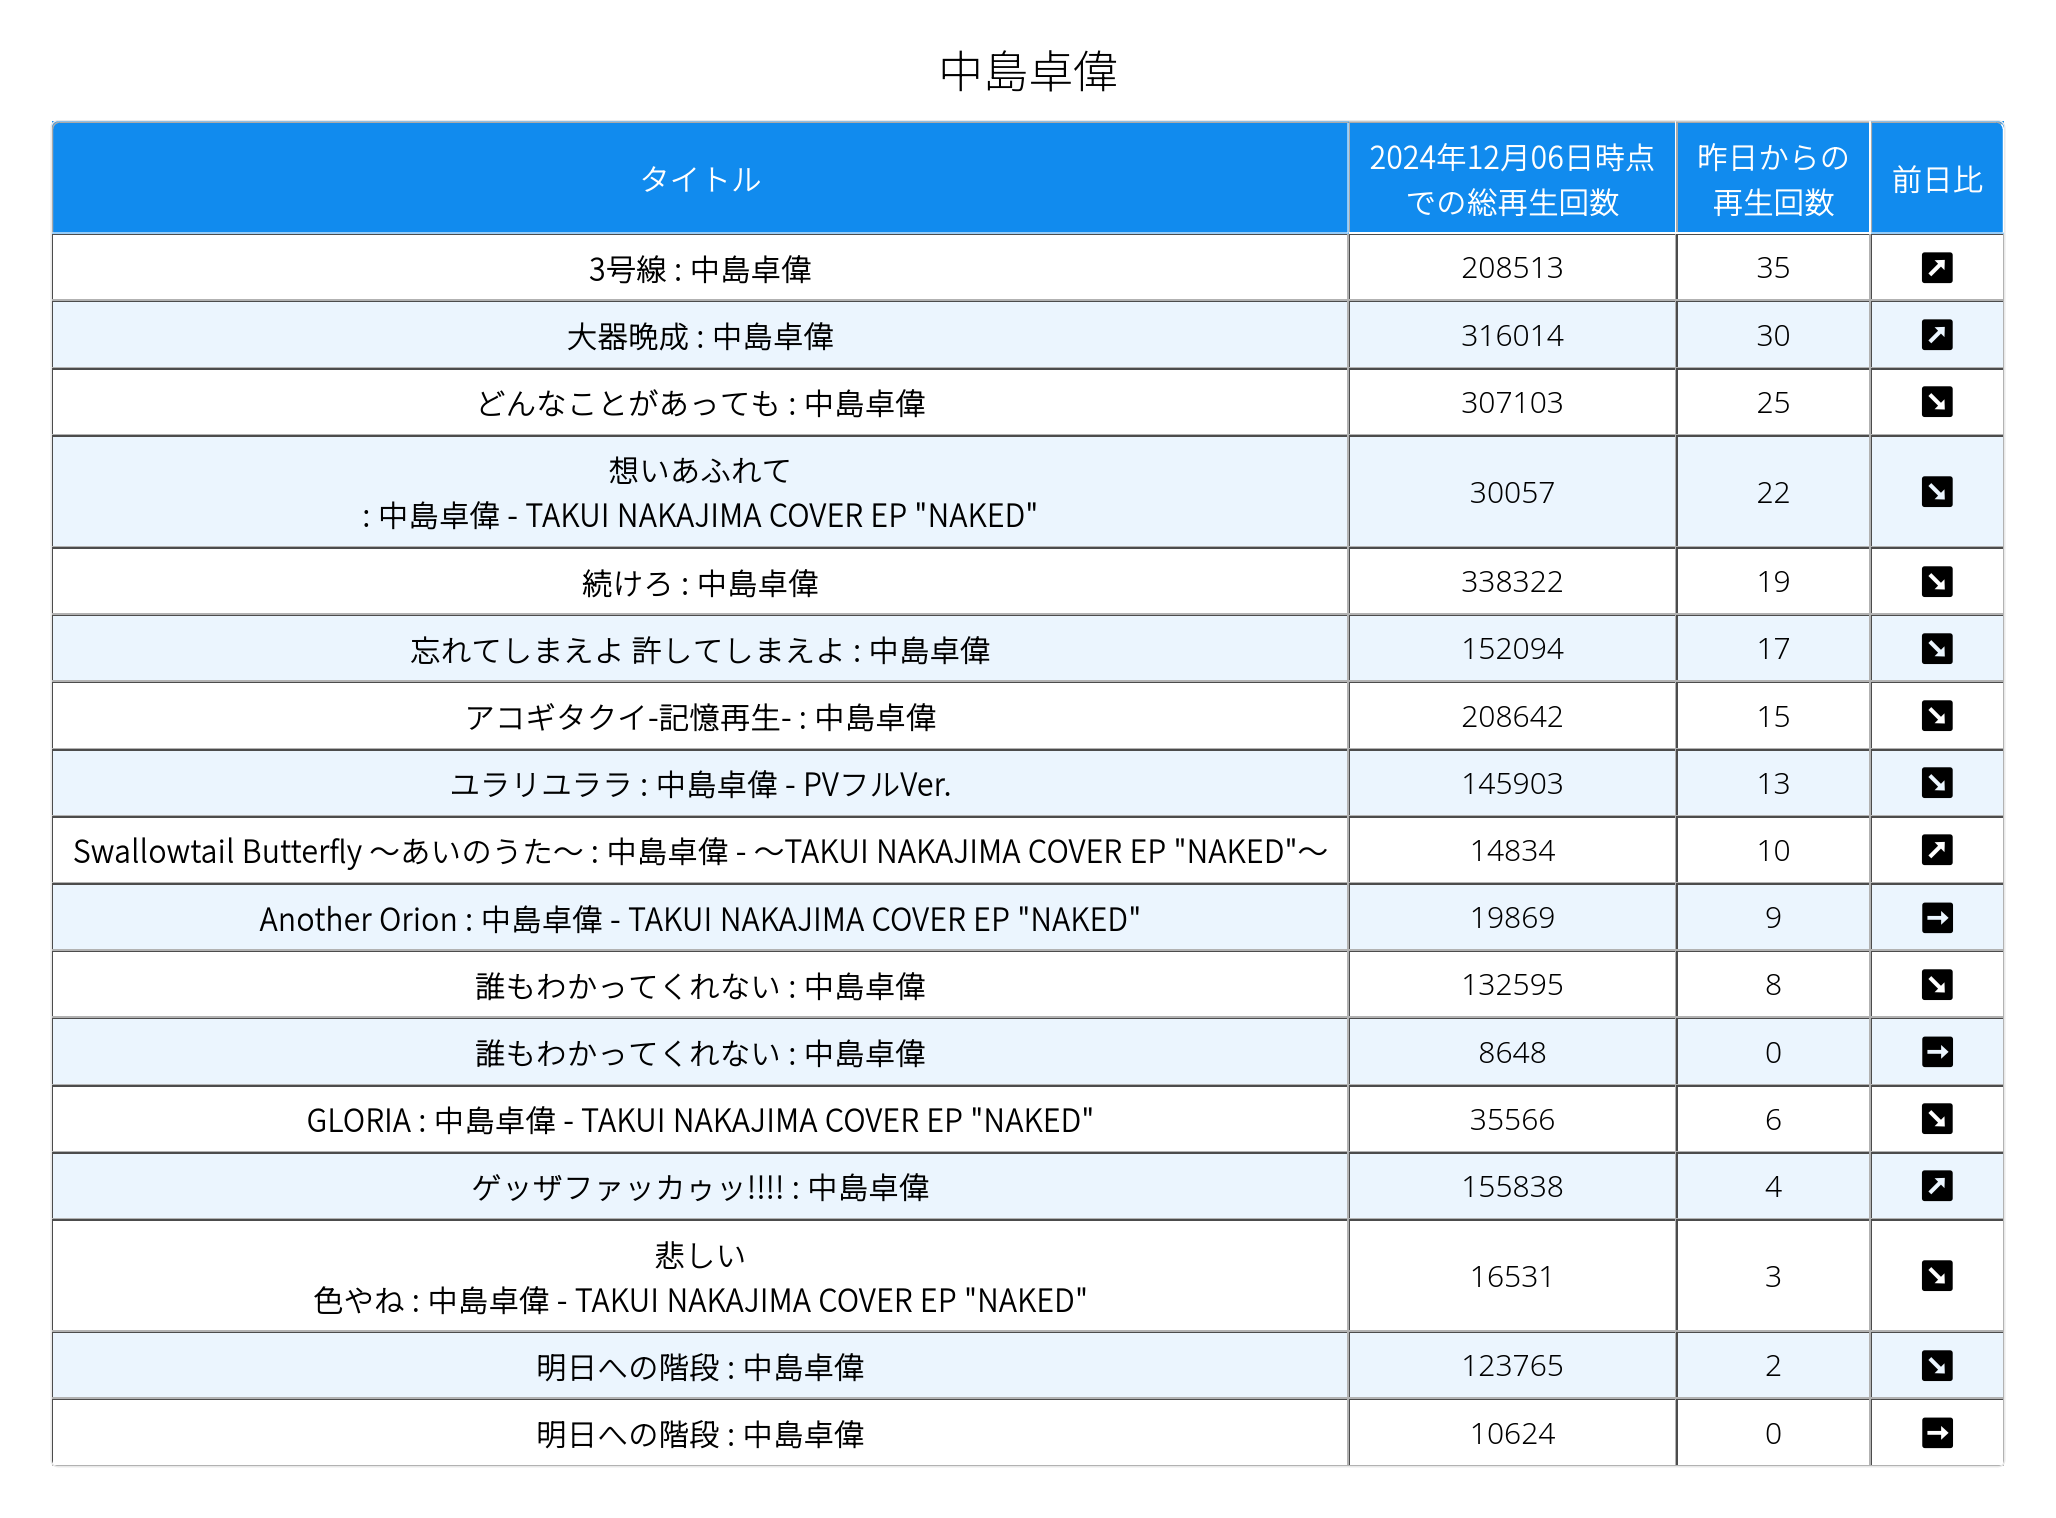 中島卓偉
タイトル
2024年12月06日時点
での総再生回数
昨日からの
再生回数
前日比
3号線 : 中島卓偉 208513 35
大器晩成 : 中島卓偉 316014 30
どんなことがあっても : 中島卓偉 307103 25
想いあふれて
: 中島卓偉 - TAKUI NAKAJIMA COVER EP "NAKED" 30057 22
続けろ : 中島卓偉 338322 19
忘れてしまえよ 許してしまえよ : 中島卓偉 152094 17
アコギタクイ-記憶再生- : 中島卓偉 208642 15
ユラリユララ : 中島卓偉 - PVフルVer. 145903 13
Swallowtail Butterfly ～あいのうた～ : 中島卓偉 - ～TAKUI NAKAJIMA COVER EP "NAKED"～ 14834 10
Another Orion : 中島卓偉 - TAKUI NAKAJIMA COVER EP "NAKED" 19869 9
誰もわかってくれない : 中島卓偉 132595 8
誰もわかってくれない : 中島卓偉 8648 0
GLORIA : 中島卓偉 - TAKUI NAKAJIMA COVER EP "NAKED" 35566 6
ゲッザファッカゥッ!!!! : 中島卓偉 155838 4
悲しい
色やね : 中島卓偉 - TAKUI NAKAJIMA COVER EP "NAKED" 16531 3
明日への階段 : 中島卓偉 123765 2
明日への階段 : 中島卓偉 10624 0